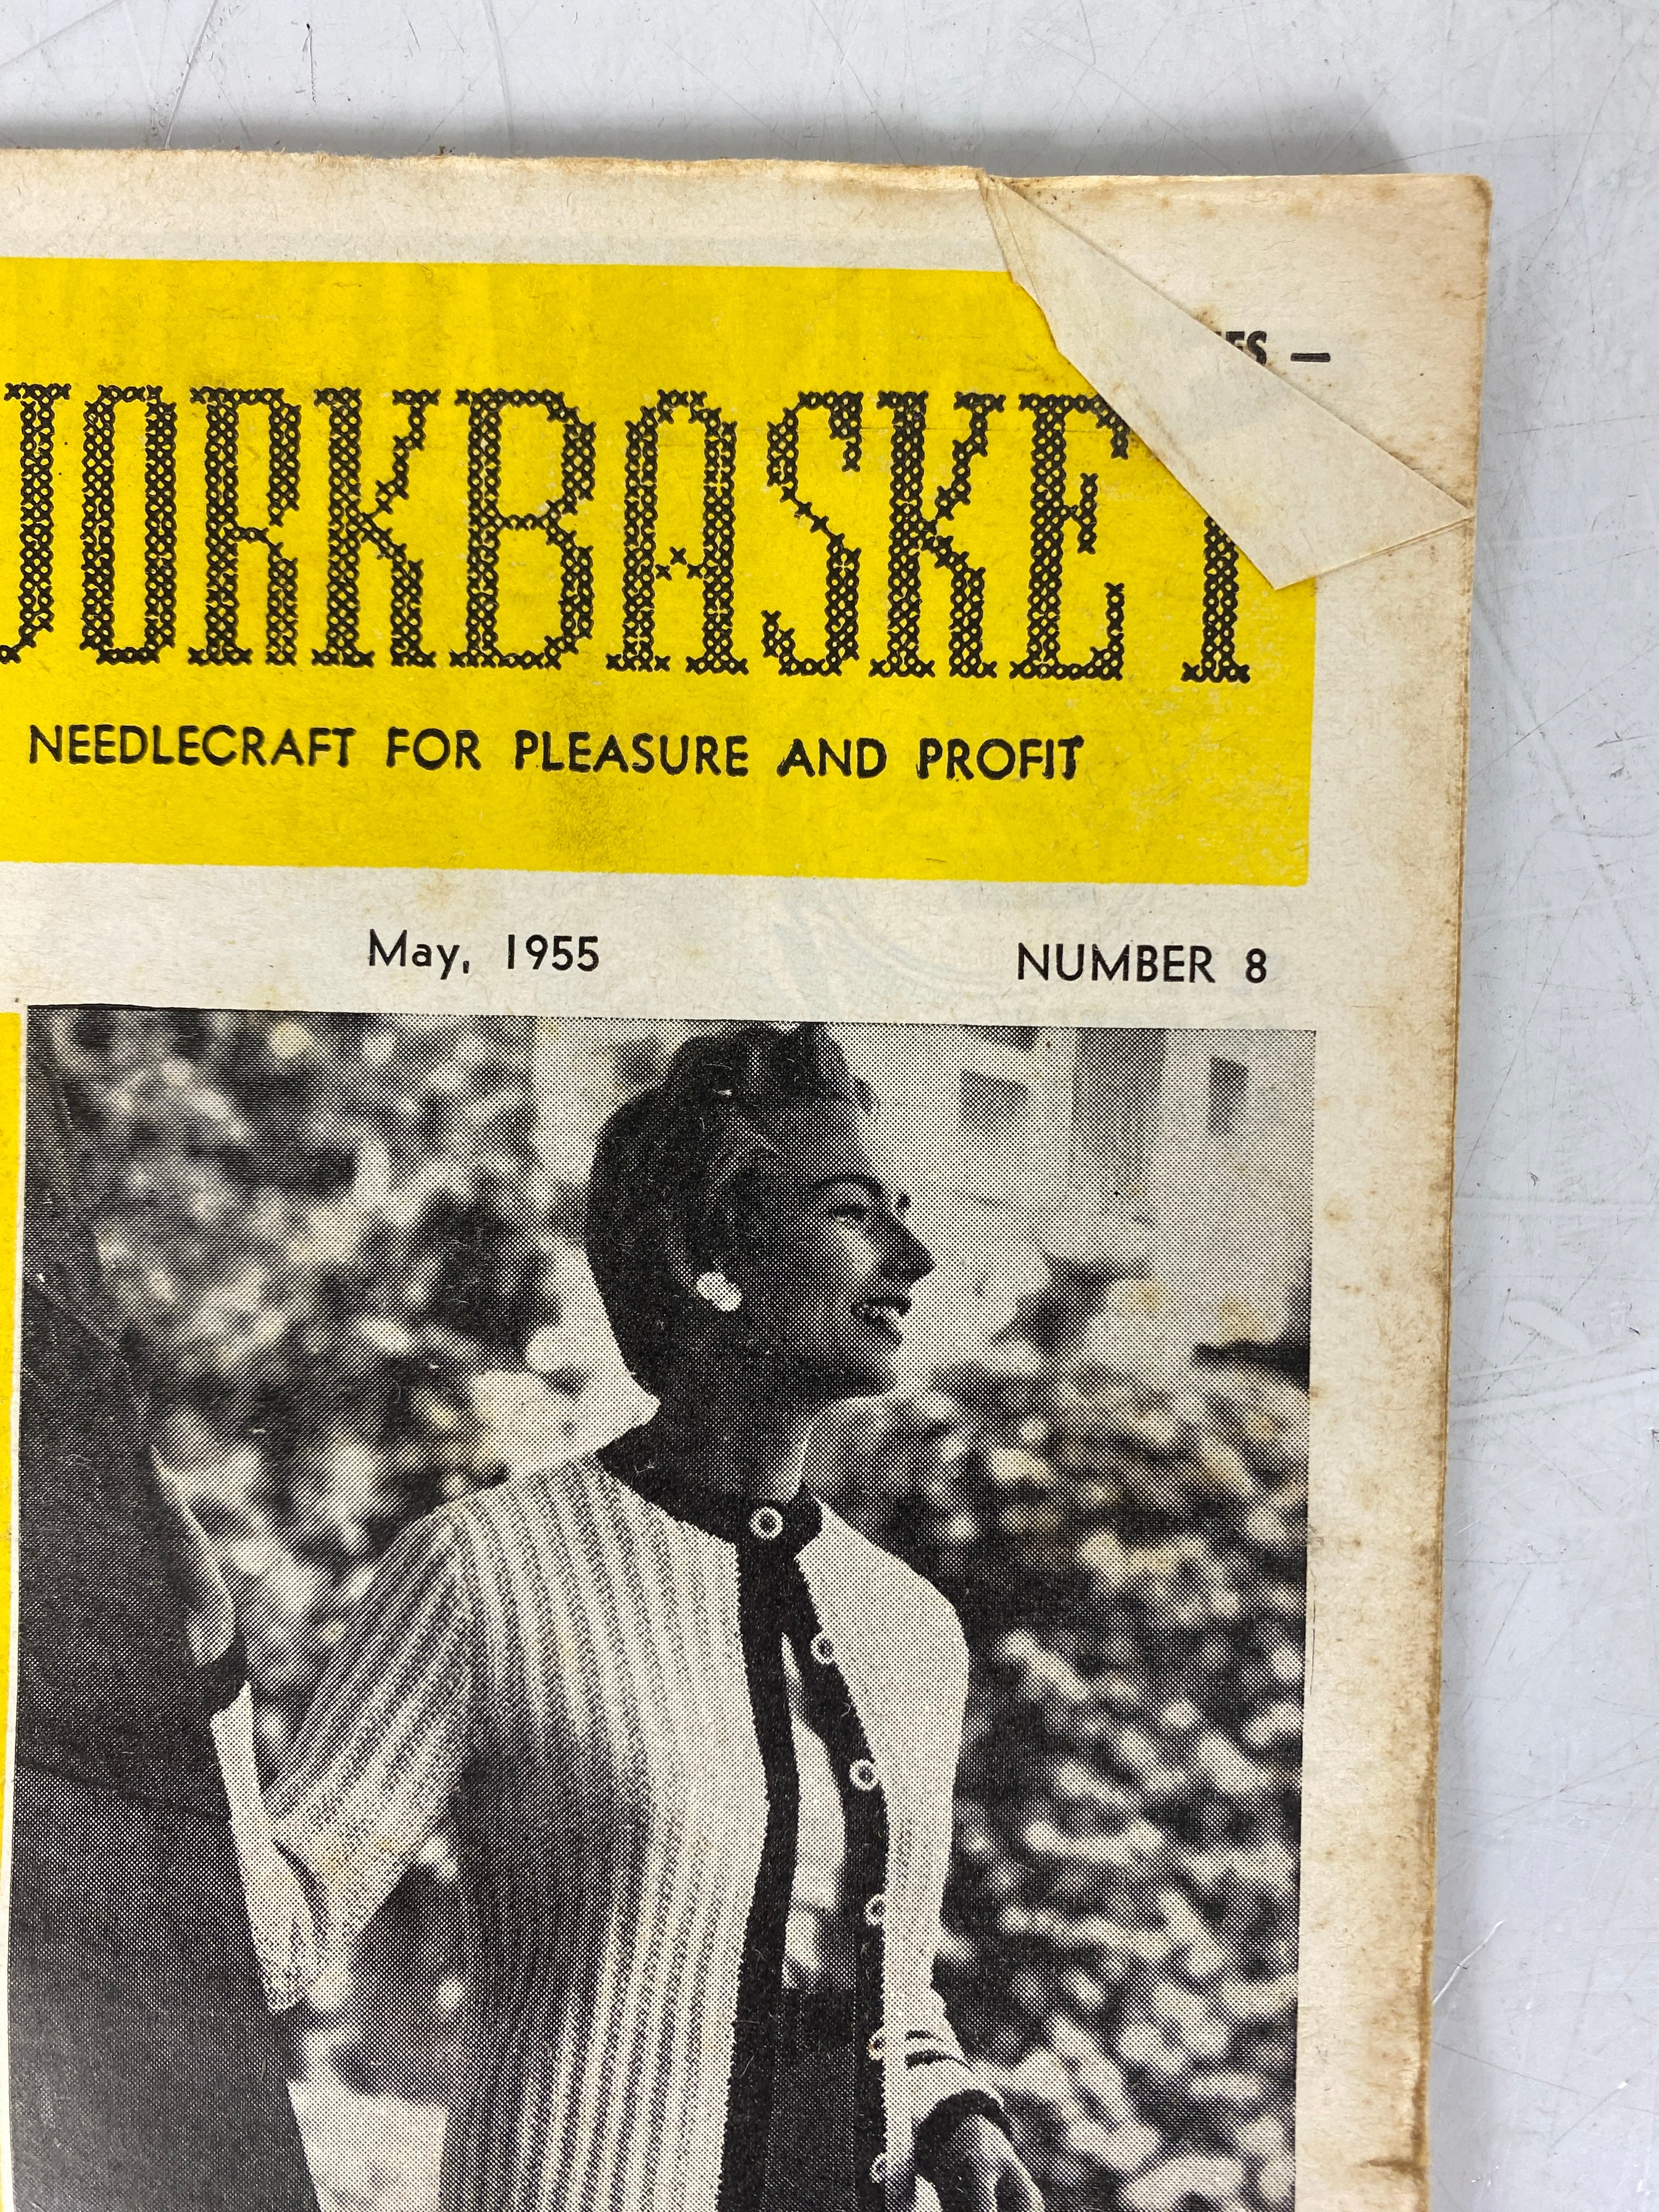 ORKBASKET
NEEDLECRAFT FOR PLEASURE AND PROFIT
May, 1955
NUMBER 8